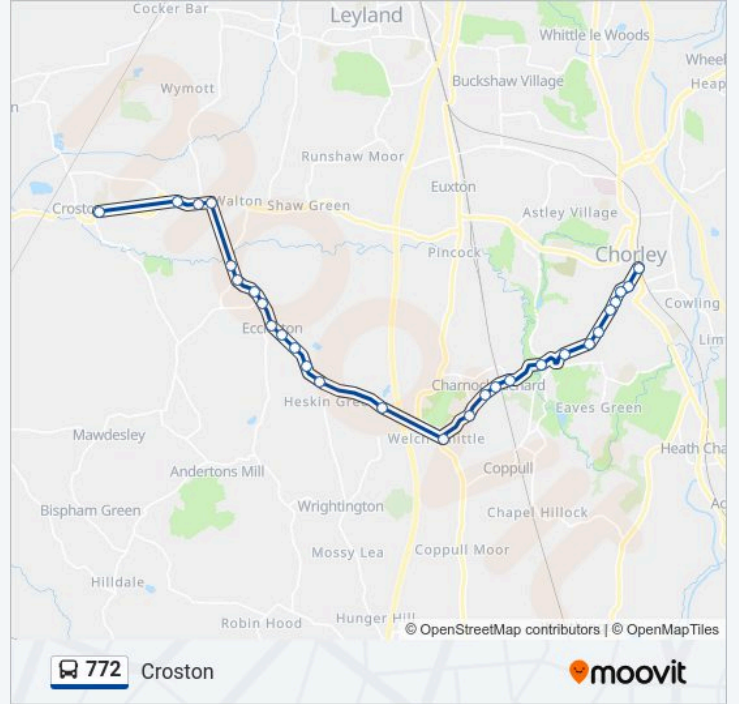 Cocker Bar
Leyland
Whittle le Woods
Wheel
Heap
Buckshaw Village
Wymott
n
Runshaw Moor
Euxton
Walton
Shaw Green
Croston
Astley Village
Pincock
Chorley
Cowling
Lim
Eccleston
Charnock Richard
Heskin Green
Eaves Green
Welch Whittle
Mawdesley
Heath Cha
Andertons Mill
Coppull
Wrightington
Chapel Hillock
Bispham Green
Ad
Mossy Lea
Coppull Moor
Hilldale
Robin Hood
Hunger Hill
© OpenStreetMap contributors | © OpenMapTiles
772
Croston
moovit